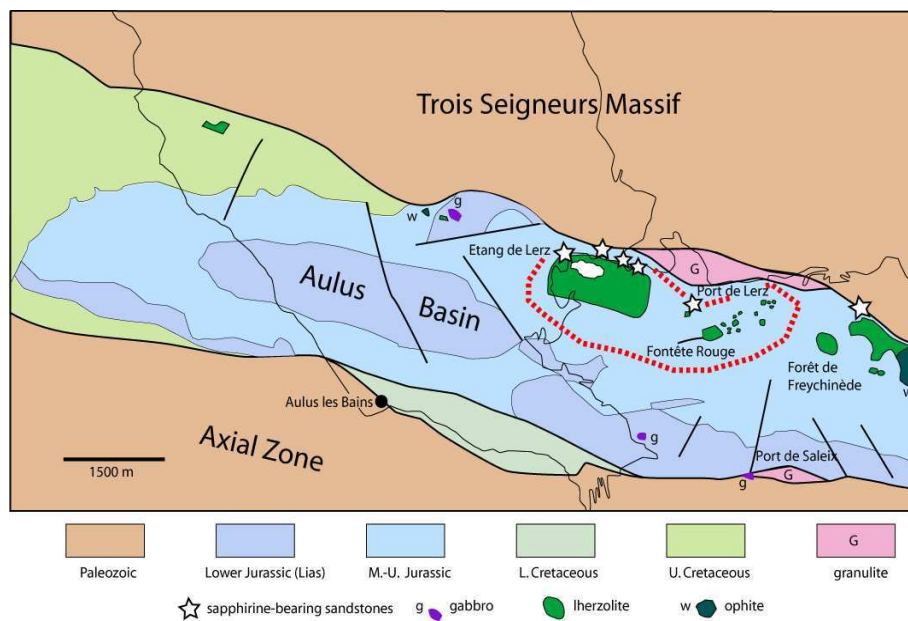 Trois Seigneurs Massif
w
g
Etang de Lerz
G
Port de Lerz
Aulus
Basin
Fontête Rouge
Forêt de
Freychinède
w
Aulus les Bains
Axial Zone
g
Port de Saleix
g
G
1500 m
G
Paleozoic
Lower Jurassic (Lias)
M.-U. Jurassic
L. Cretaceous
U. Cretaceous
granulite
sapphirine-bearing sandstones
g gabbro
lherzolite
w ophite